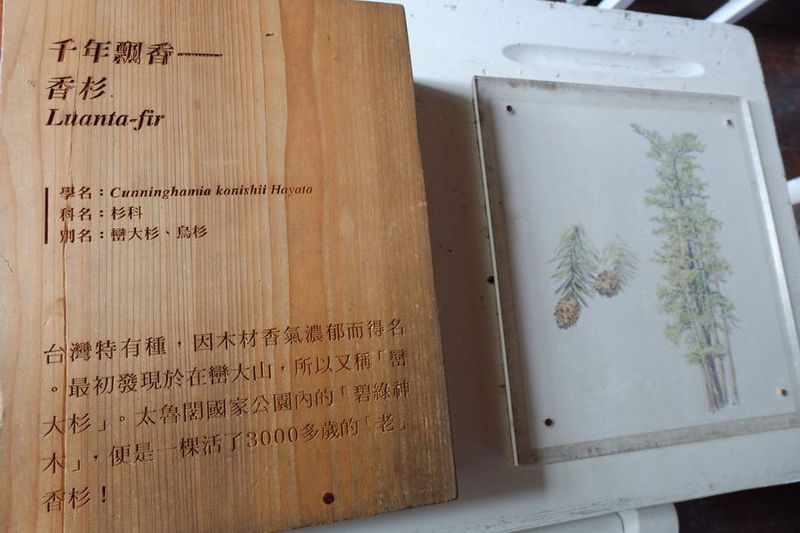 千年飄香——
香杉
Luanta-fir
學名：Cunninghamia konishii Hayata
科名：杉科
別名：巒大杉、烏杉
台灣特有種，因木材香氣濃郁而得名
。最初發現於在巒大山，所以又稱「巒
大杉」。太魯閣國家公園內的「碧綠神
木」，便是一棵活了3000多歲的「老」
香杉！